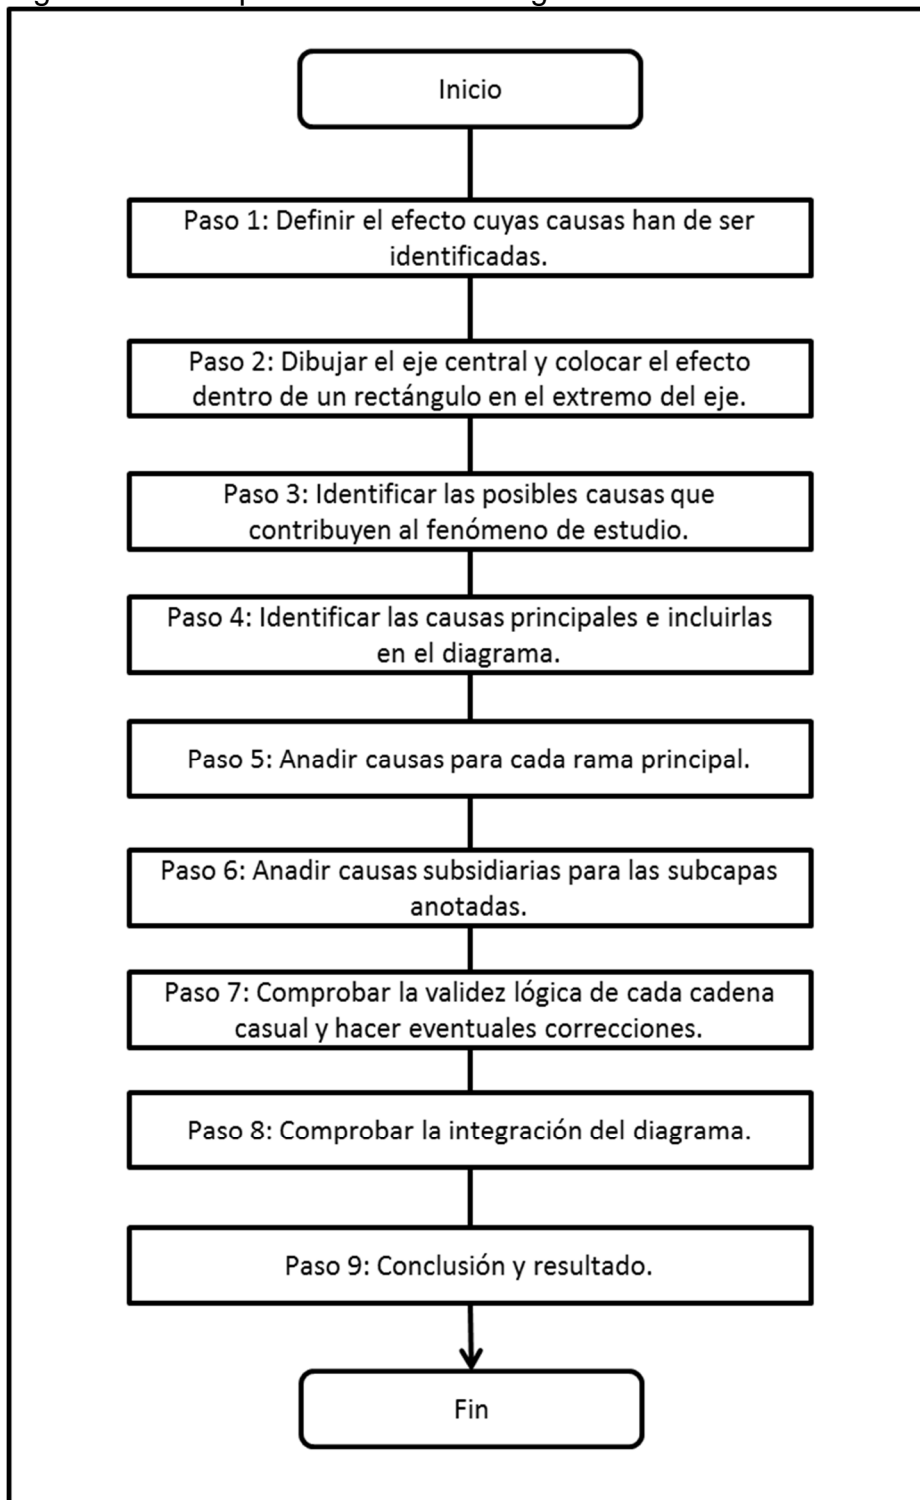 Inicio
Paso 1: Definir el efecto cuyas causas han de ser
identificadas.
Paso 2: Dibujar el eje central y colocar el efecto
dentro de un rectángulo en el extremo del eje.
Paso 3: Identificar las posibles causas que
contribuyen al fenómeno de estudio.
Paso 4: Identificar las causas principales e incluirlas
en el diagrama.
Paso 5: Anadir causas para cada rama principal.
Paso 6: Anadir causas subsidiarias para las subcapas
anotadas.
Paso 7: Comprobar la validez lógica de cada cadena
casual y hacer eventuales correcciones.
Paso 8: Comprobar la integración del diagrama.
Paso 9: Conclusión y resultado.
Fin